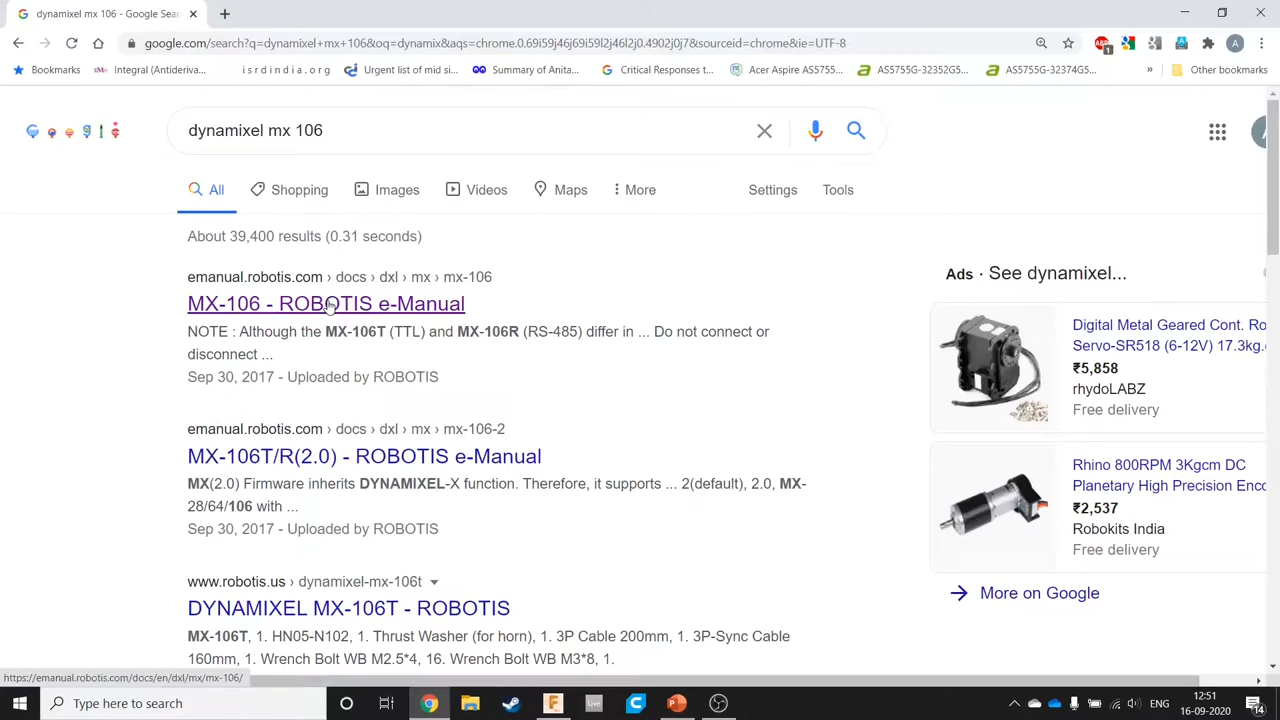 dynamixel mx 106 - Google Sear
google.com/search?q=dynamixel+mx+106&oq=dynamix&aqs=chrome.0.69i59j46j69i59l2j46l2j0.4902j0j7&sourceid=chrome&ie=UTF-8
Bookmarks
Integral (Antideriva...
i s r d i n d i a . o r g
Urgent list of mid si...
Summary of Anita...
Critical Responses t...
Acer Aspire AS5755...
AS5755G-32352G5...
AS5755G-32374G5...
Other bookmarks
dynamixel mx 106
All
Shopping
Images
Videos
Maps
More
Settings
Tools
About 39,400 results (0.31 seconds)
emanual.robotis.com › docs › dxl › mx › mx-106
MX-106 - ROBOTIS e-Manual
NOTE : Although the MX-106T (TTL) and MX-106R (RS-485) differ in ... Do not connect or
disconnect ...
Sep 30, 2017 - Uploaded by ROBOTIS
emanual.robotis.com › docs › dxl › mx › mx-106-2
MX-106T/R(2.0) - ROBOTIS e-Manual
MX(2.0) Firmware inherits DYNAMIXEL-X function. Therefore, it supports ... 2(default), 2.0, MX-
28/64/106 with ...
Sep 30, 2017 - Uploaded by ROBOTIS
www.robotis.us › dynamixel-mx-106t
DYNAMIXEL MX-106T - ROBOTIS
MX-106T, 1. HN05-N102, 1. Thrust Washer (for horn), 1. 3P Cable 200mm, 1. 3P-Sync Cable
160mm, 1. Wrench Bolt WB M2.5*4, 16. Wrench Bolt WB M3*8, 1.
Ads · See dynamixel...
Digital Metal Geared Cont. Ro
Servo-SR518 (6-12V) 17.3kg.
₹5,858
rhydoLABZ
Free delivery
Rhino 800RPM 3Kgcm DC
Planetary High Precision Enco
₹2,537
Robokits India
Free delivery
More on Google
https://emanual.robotis.com/docs/en/dxl/mx/mx-106/
Type here to search
Live
ENG
12:51
16-09-2020